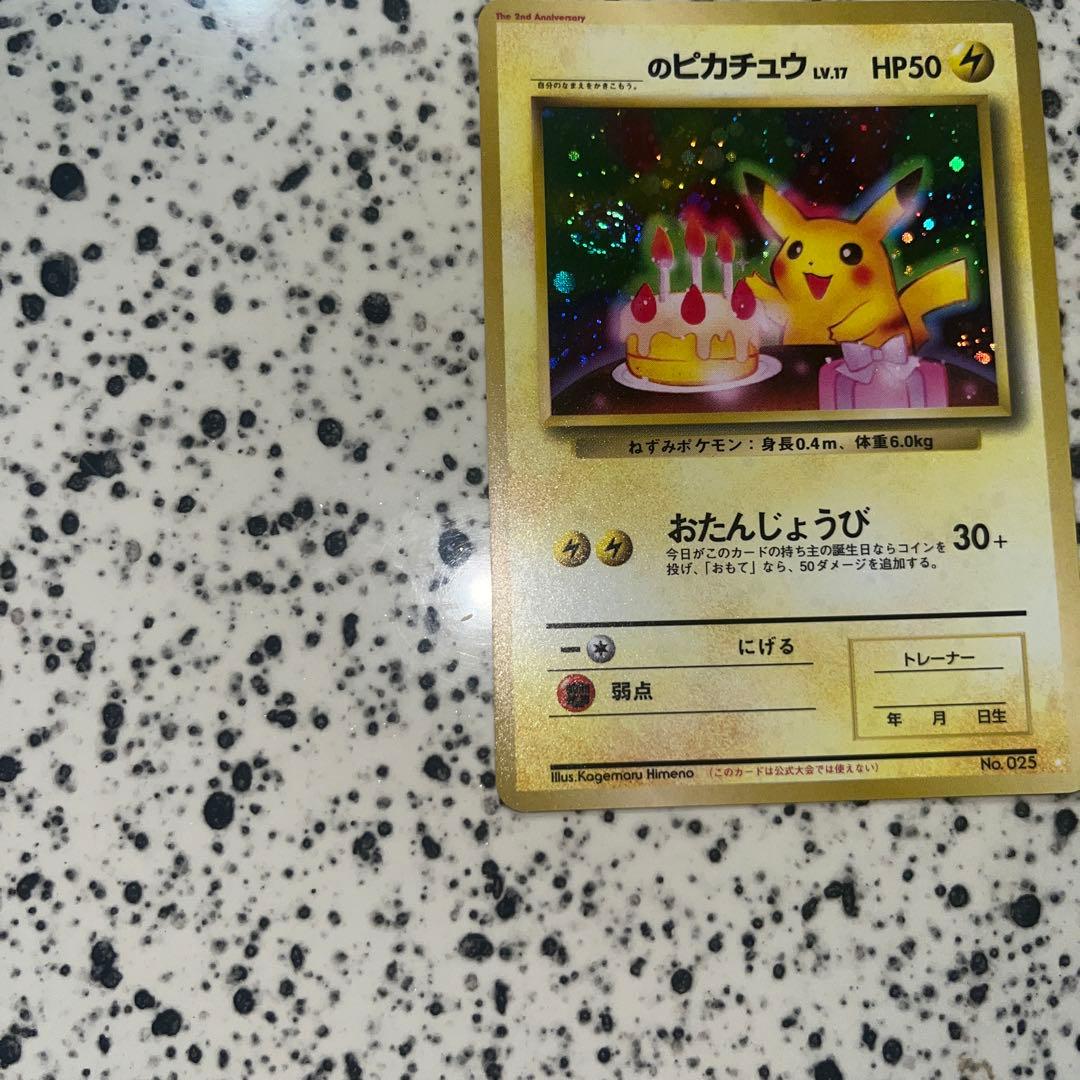 The 2nd Anniversary
のピカチュウ LV.17 HP50
自分のなまえをかきこもう。
ねずみポケモン：身長0.4m、体重6.0kg
おたんじょうび 30+
今日がこのカードの持ち主の誕生日ならコインを
投げ、「おもて」なら、50ダメージを追加する。
にげる
弱点
トレーナー
年 月 日生
Illus.Kagemaru Himeno （このカードは公式大会では使えない） No. 025